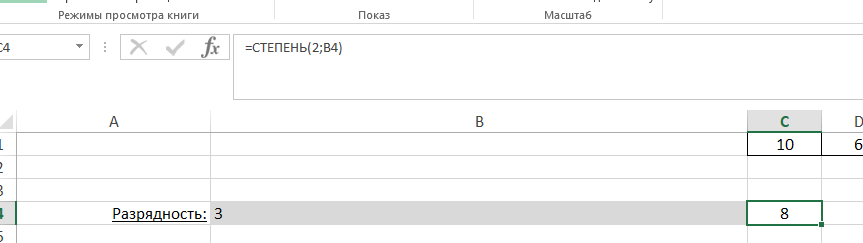 Режимы просмотра книги Показ Масштаб
C4 fx =СТЕПЕНЬ(2;B4)
A B C D
1 10 6
2
3
4 Разрядность: 3 8
5